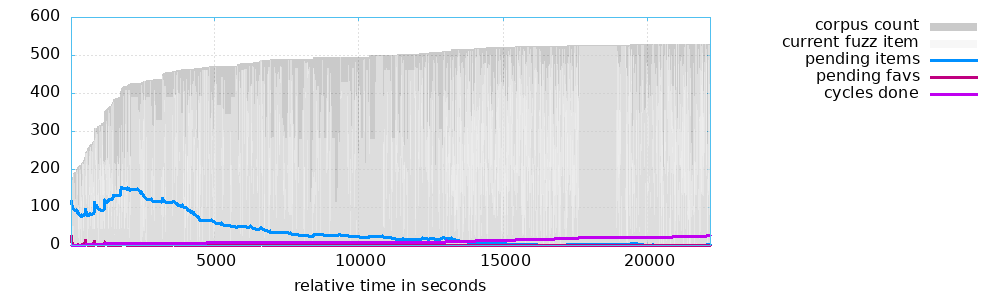 600
500
400
300
200
100
0
5000 10000 15000 20000
relative time in seconds
corpus count
current fuzz item
pending items
pending favs
cycles done